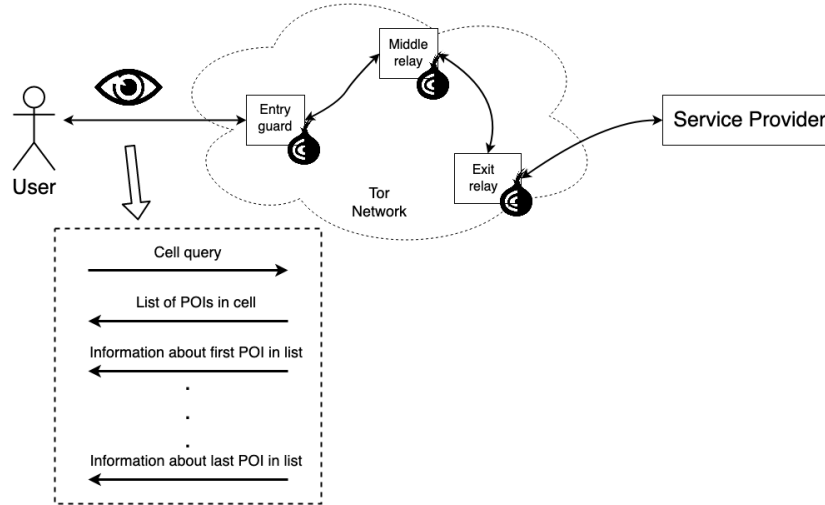 Middle
relay
Entry
guard
Service Provider
User
Exit
relay
Tor
Network
Cell query
List of POIs in cell
Information about first POI in list
.
.
.
Information about last POI in list